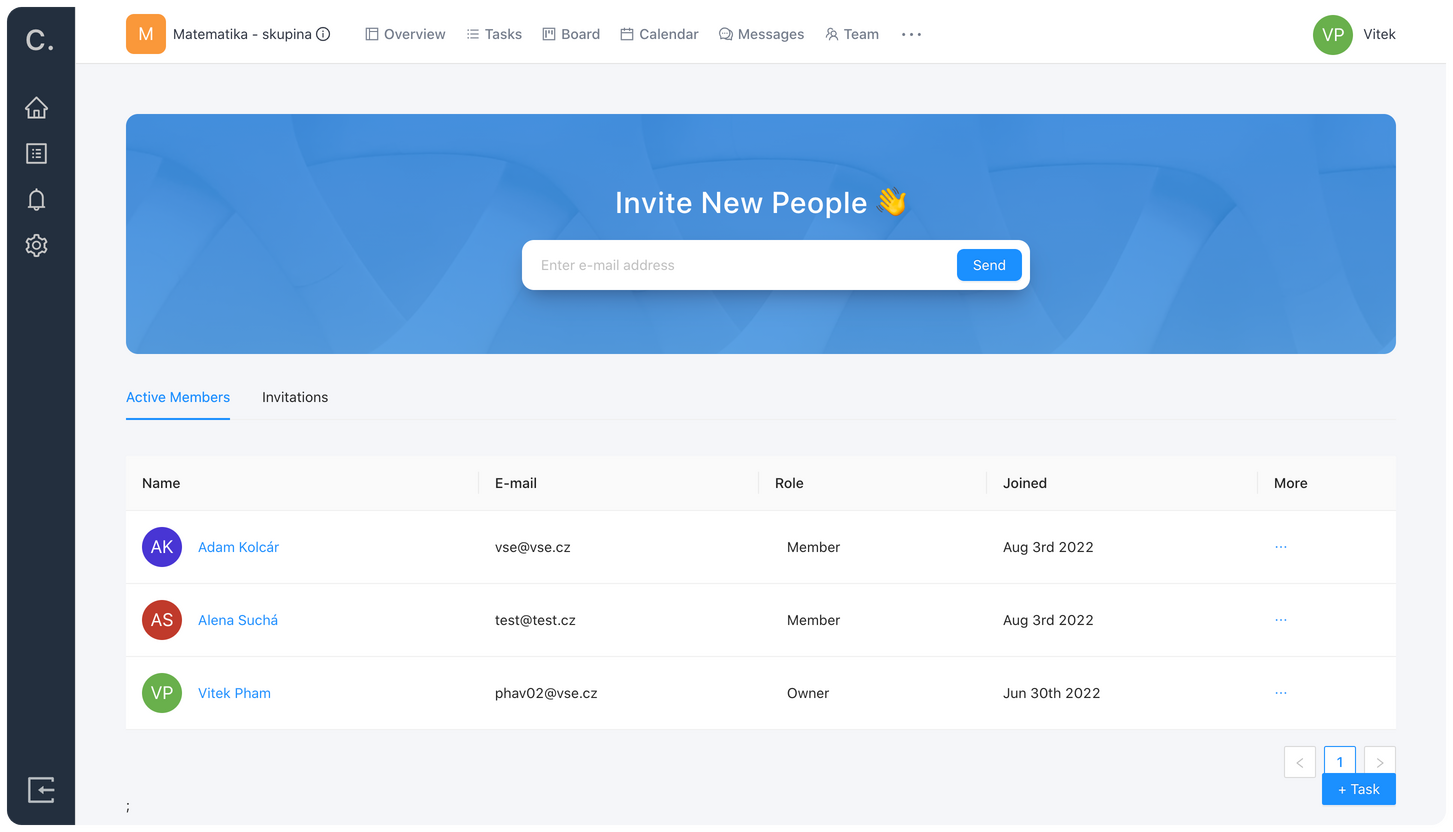 C.
M Matematika - skupina Overview Tasks Board Calendar Messages Team ··· VP Vitek
Invite New People 👋
Enter e-mail address Send
Active Members Invitations
Name E-mail Role Joined More
AK Adam Kolcár vse@vse.cz Member Aug 3rd 2022 ···
AS Alena Suchá test@test.cz Member Aug 3rd 2022 ···
VP Vitek Pham phav02@vse.cz Owner Jun 30th 2022 ···
< 1 >
+ Task
;